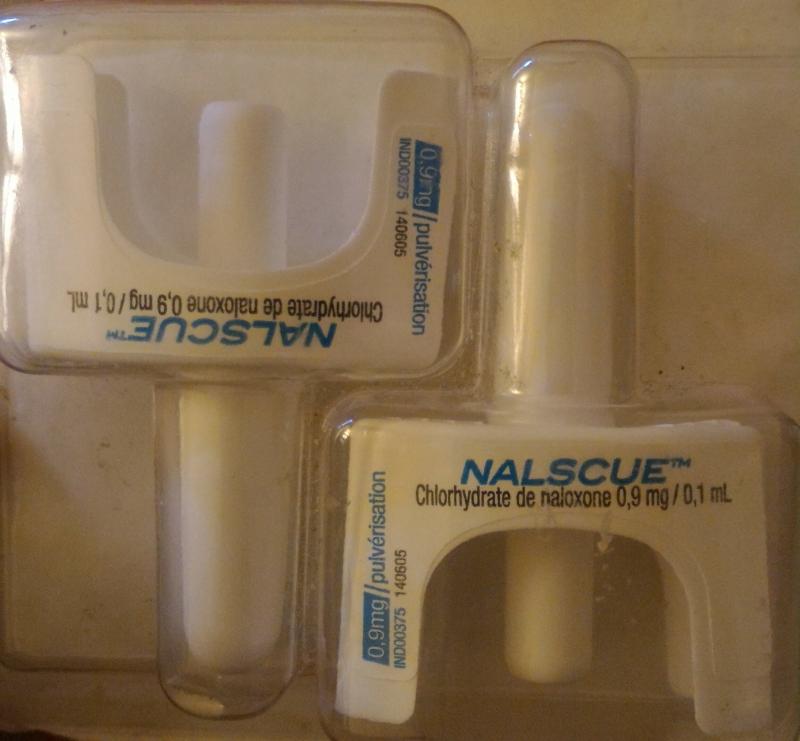 NALSCUE™
Chlorhydrate de naloxone 0,9 mg / 0,1 mL
0,9mg/pulvérisation
IND00375 140605
NALSCUE™
Chlorhydrate de naloxone 0,9 mg / 0,1 mL
0,9mg/pulvérisation
IND00375 140605